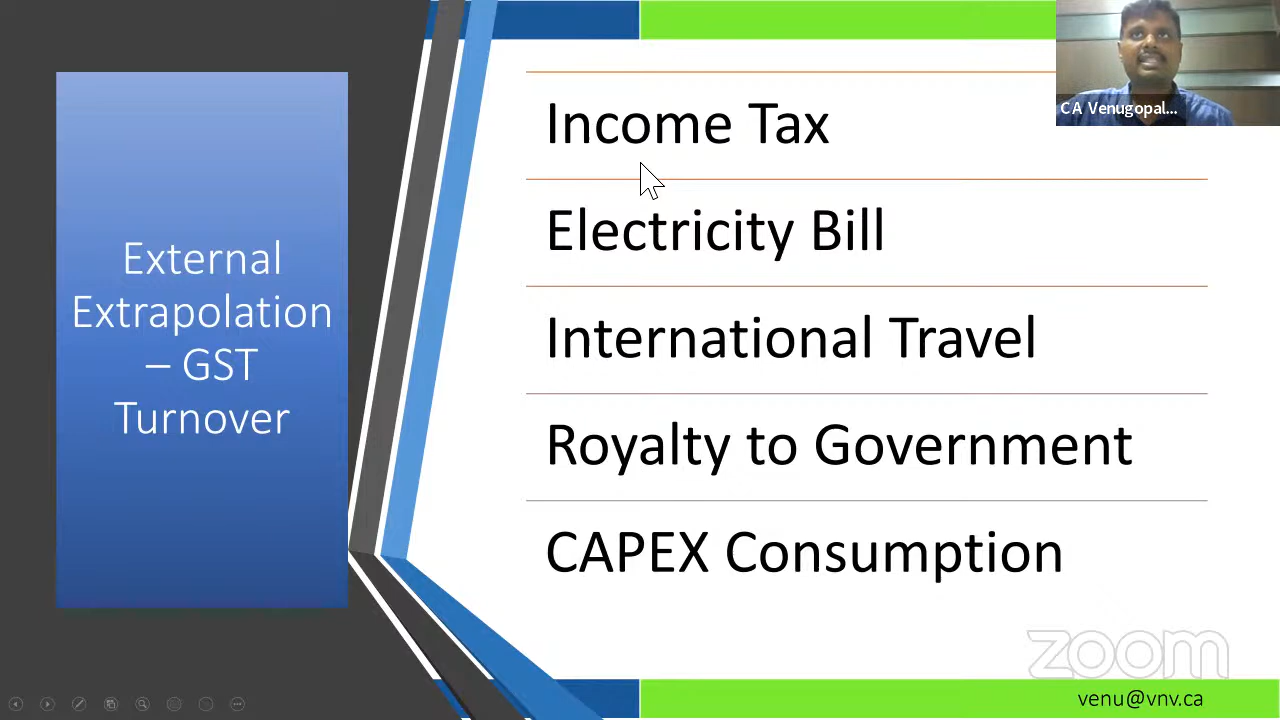 External
Extrapolation
– GST
Turnover
Income Tax
Electricity Bill
International Travel
Royalty to Government
CAPEX Consumption
CA Venugopal...
zoom
venu@vnv.ca